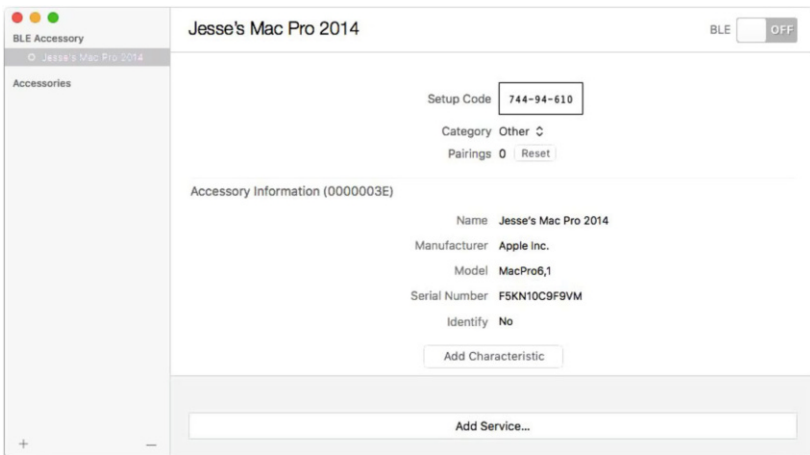 BLE Accessory
Jesse's Mac Pro 2014
Accessories
Jesse's Mac Pro 2014
BLE OFF
Setup Code 744-94-610
Category Other
Pairings 0 Reset
Accessory Information (0000003E)
Name Jesse's Mac Pro 2014
Manufacturer Apple Inc.
Model MacPro6,1
Serial Number F5KN10C9F9VM
Identify No
Add Characteristic
Add Service...